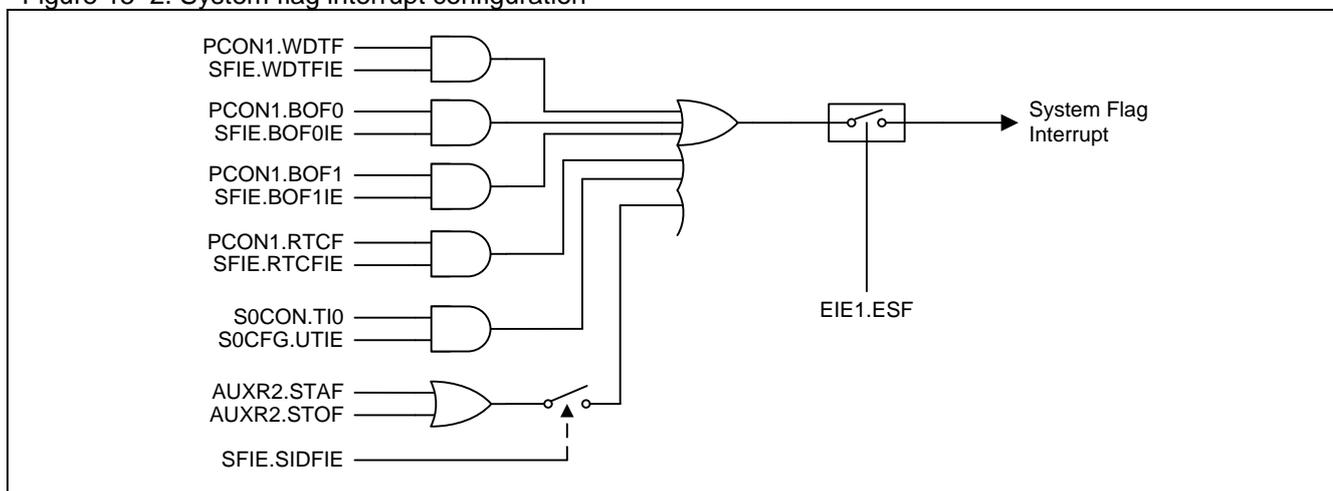 Figure 15–2. System flag interrupt configuration
PCON1.WDTF
SFIE.WDTFIE
PCON1.BOF0
SFIE.BOF0IE
PCON1.BOF1
SFIE.BOF1IE
PCON1.RTCF
SFIE.RTCFIE
S0CON.TI0
S0CFG.UTIE
AUXR2.STAF
AUXR2.STOF
SFIE.SIDFIE
EIE1.ESF
System Flag
Interrupt